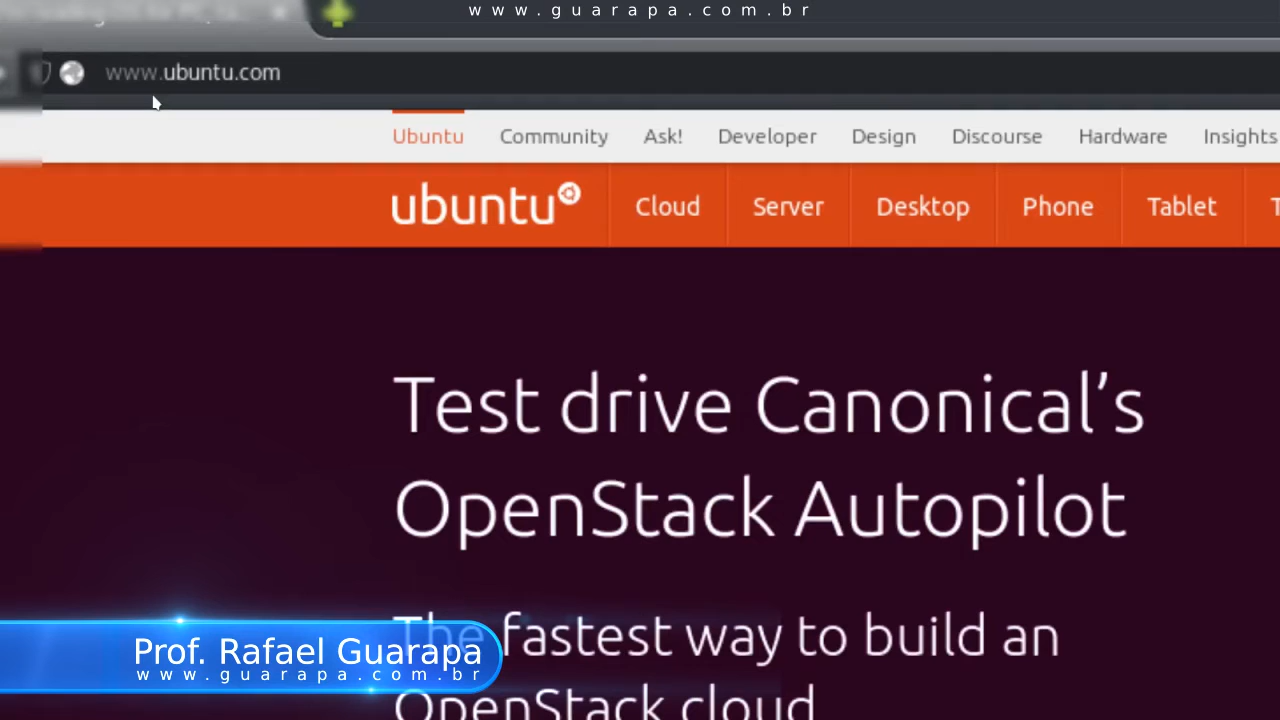 www.guarapa.com.br
www.ubuntu.com
Ubuntu Community Ask! Developer Design Discourse Hardware Insights
ubuntu Cloud Server Desktop Phone Tablet T
Test drive Canonical’s
OpenStack Autopilot
The fastest way to build an
OpenStack cloud
Prof. Rafael Guarapa
www.guarapa.com.br